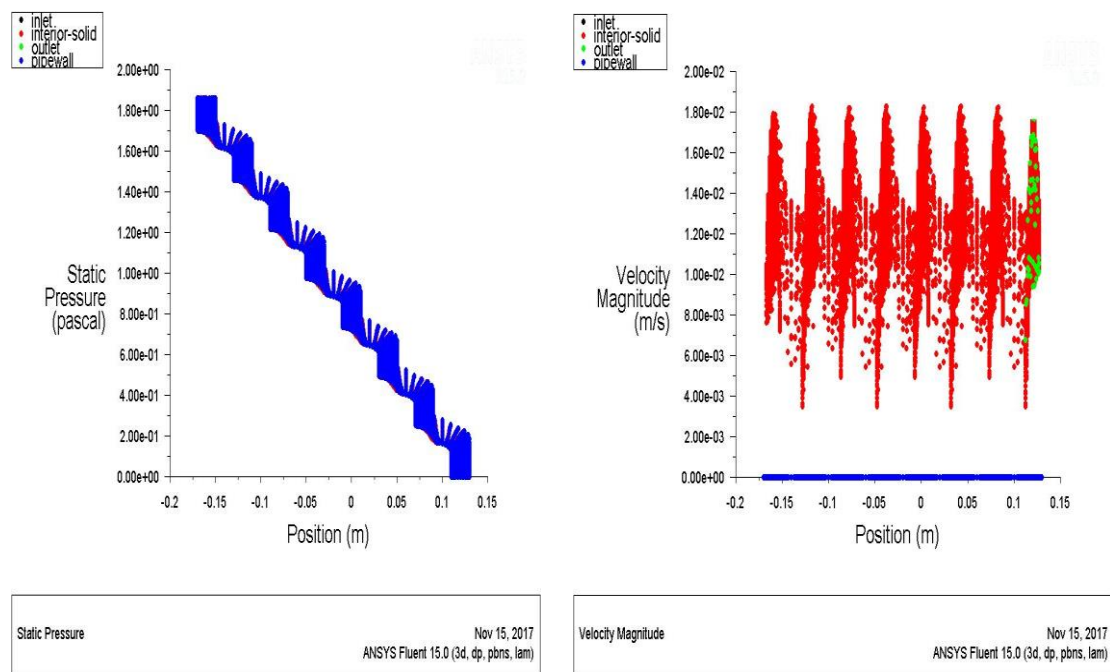 inlet
interior-solid
outlet
pipewall
ANSYS
R15.0
2.00e+00
1.80e+00
1.60e+00
1.40e+00
1.20e+00
1.00e+00
8.00e-01
6.00e-01
4.00e-01
2.00e-01
0.00e+00
Static
Pressure
(pascal)
-0.2 -0.15 -0.1 -0.05 0 0.05 0.1 0.15
Position (m)
Static Pressure
Nov 15, 2017
ANSYS Fluent 15.0 (3d, dp, pbns, lam)
inlet
interior-solid
outlet
pipewall
ANSYS
R15.0
2.00e-02
1.80e-02
1.60e-02
1.40e-02
1.20e-02
1.00e-02
8.00e-03
6.00e-03
4.00e-03
2.00e-03
0.00e+00
Velocity
Magnitude
(m/s)
-0.2 -0.15 -0.1 -0.05 0 0.05 0.1 0.15
Position (m)
Velocity Magnitude
Nov 15, 2017
ANSYS Fluent 15.0 (3d, dp, pbns, lam)